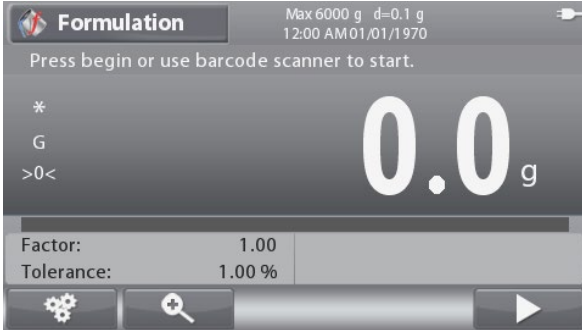 Formulation
Max 6000 g d=0.1 g
12:00 AM 01/01/1970
Press begin or use barcode scanner to start.
*
G
>0<
0.0 g
Factor: 1.00
Tolerance: 1.00 %